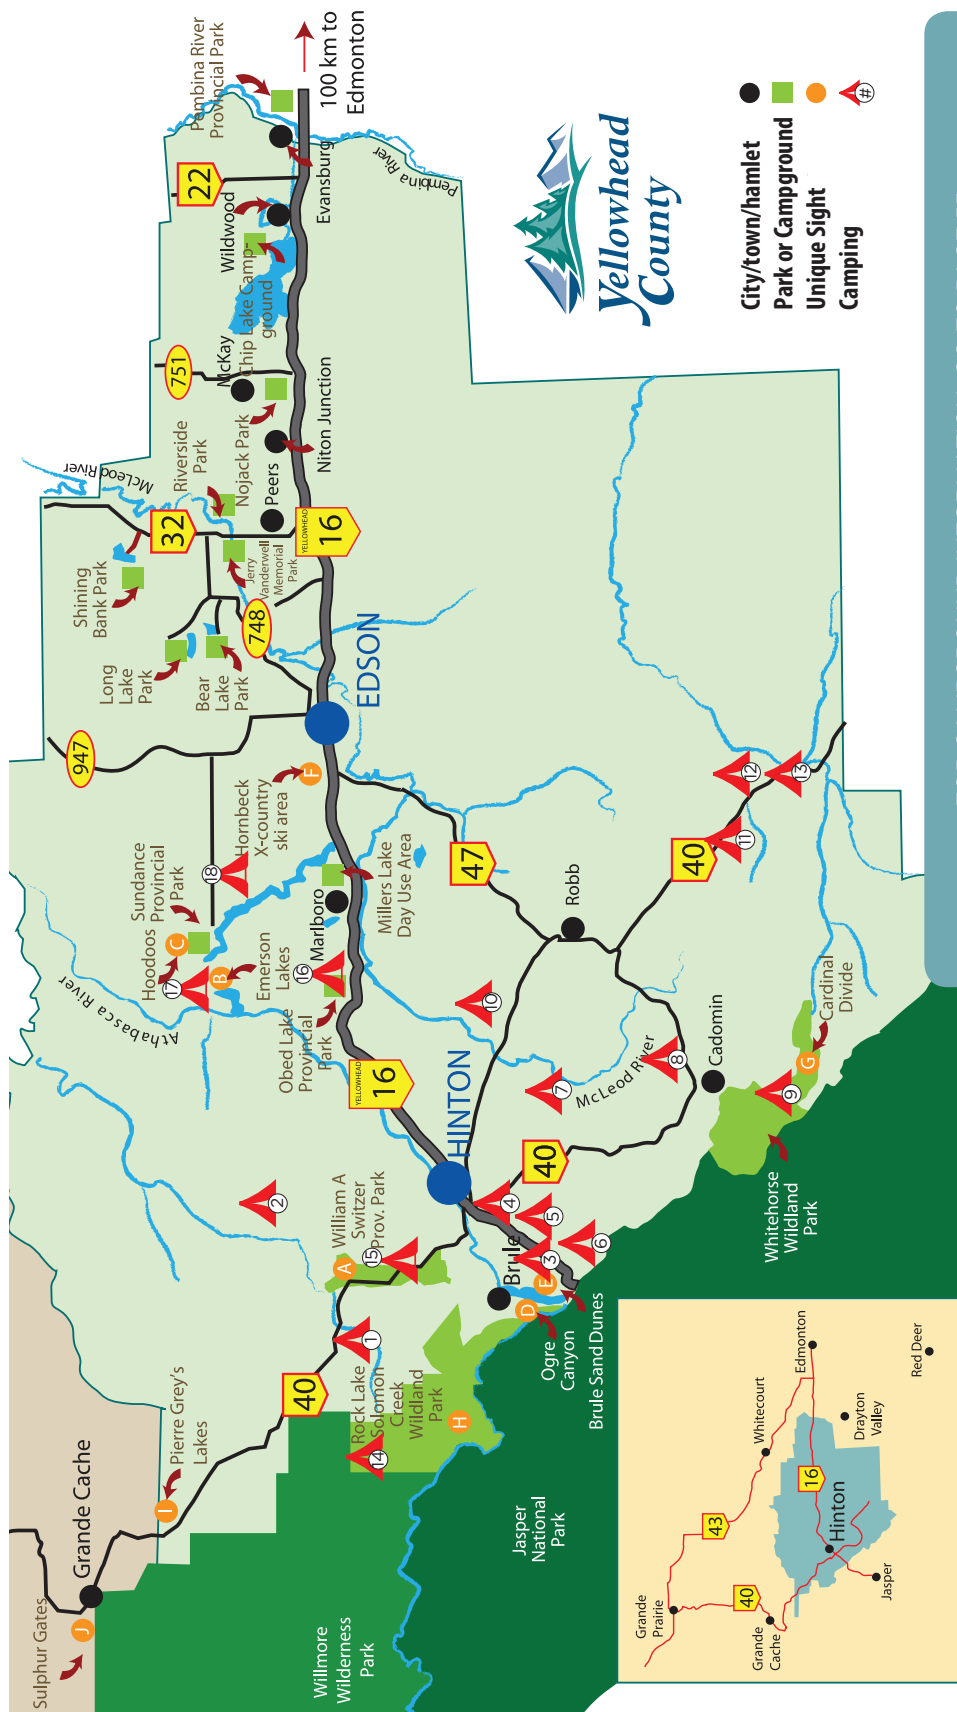 Sulphur Gates
J
Grande Cache
I
Pierre Grey's
Lakes
40
Willmore
Wilderness
Park
Jasper
National
Park
14
Rock Lake
Solomon
Creek
Wildland
Park
H
1
2
William A
Switzer
Prov. Park
A
15
HINTON
Brule
D
E
Ogre
Canyon
Brule Sand Dunes
3
4
5
6
40
7
8
McLeod River
Cadomin
9
Whitehorse
Wildland
Park
G
Cardinal
Divide
10
Robb
47
40
11
12
13
YELLOWHEAD
16
Athabasca River
Hoodoos
C
17
B
Sundance
Provincial
Park
Emerson
Lakes
Obed Lake
Provincial
Park
16
Marlboro
Millers Lake
Day Use Area
18
Hornbeck
X-country
ski area
F
EDSON
947
Long
Lake
Park
Bear
Lake
Park
748
Shining
Bank Park
32
McLeod River
Riverside
Park
Jerry
Vanderwell
Memorial
Park
YELLOWHEAD
16
Peers
Nojack Park
Niton Junction
751
McKay
Chip Lake Camp-
ground
Wildwood
22
Evansburg
Pembina River
Provincial Park
Pembina River
100 km to
Edmonton
Yellowhead
County
City/town/hamlet
Park or Campground
Unique Sight
Camping
#
Grande
Prairie
43
40
Grande
Cache
Whitecourt
16
Hinton
Jasper
Edmonton
Drayton
Valley
Red Deer